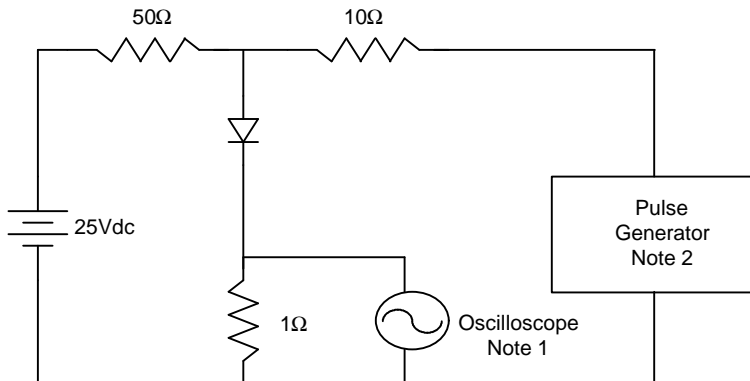 50Ω
10Ω
25Vdc
Pulse
Generator
Note 2
1Ω
Oscilloscope
Note 1